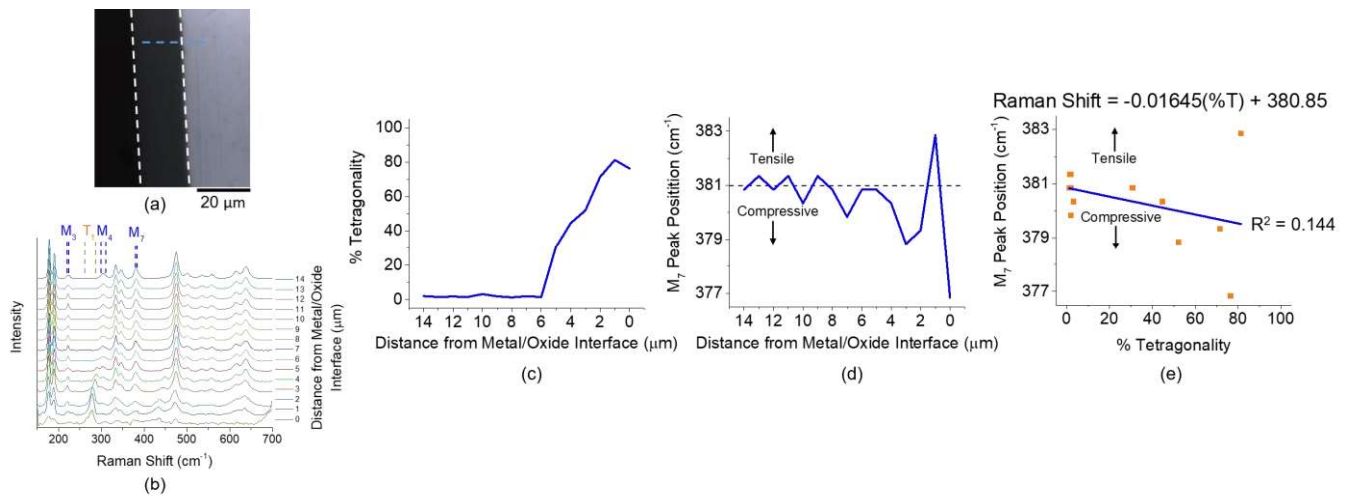 20 μm
(a)
M3 T1 M4 M7
Intensity
14
13
12
11
10
9
8
7
6
5
4
3
2
1
0
Distance from Metal/Oxide
Interface (μm)
200 300 400 500 600 700
Raman Shift (cm-1)
(b)
% Tetragonality
100
80
60
40
20
0
14 12 10 8 6 4 2 0
Distance from Metal/Oxide Interface (μm)
(c)
M7 Peak Postition (cm-1)
383
381
379
377
Tensile
Compressive
14 12 10 8 6 4 2 0
Distance from Metal/Oxide Interface (μm)
(d)
Raman Shift = -0.01645(%T) + 380.85
M7 Peak Position (cm-1)
383
381
379
377
Tensile
Compressive
R2 = 0.144
0 20 40 60 80 100
% Tetragonality
(e)